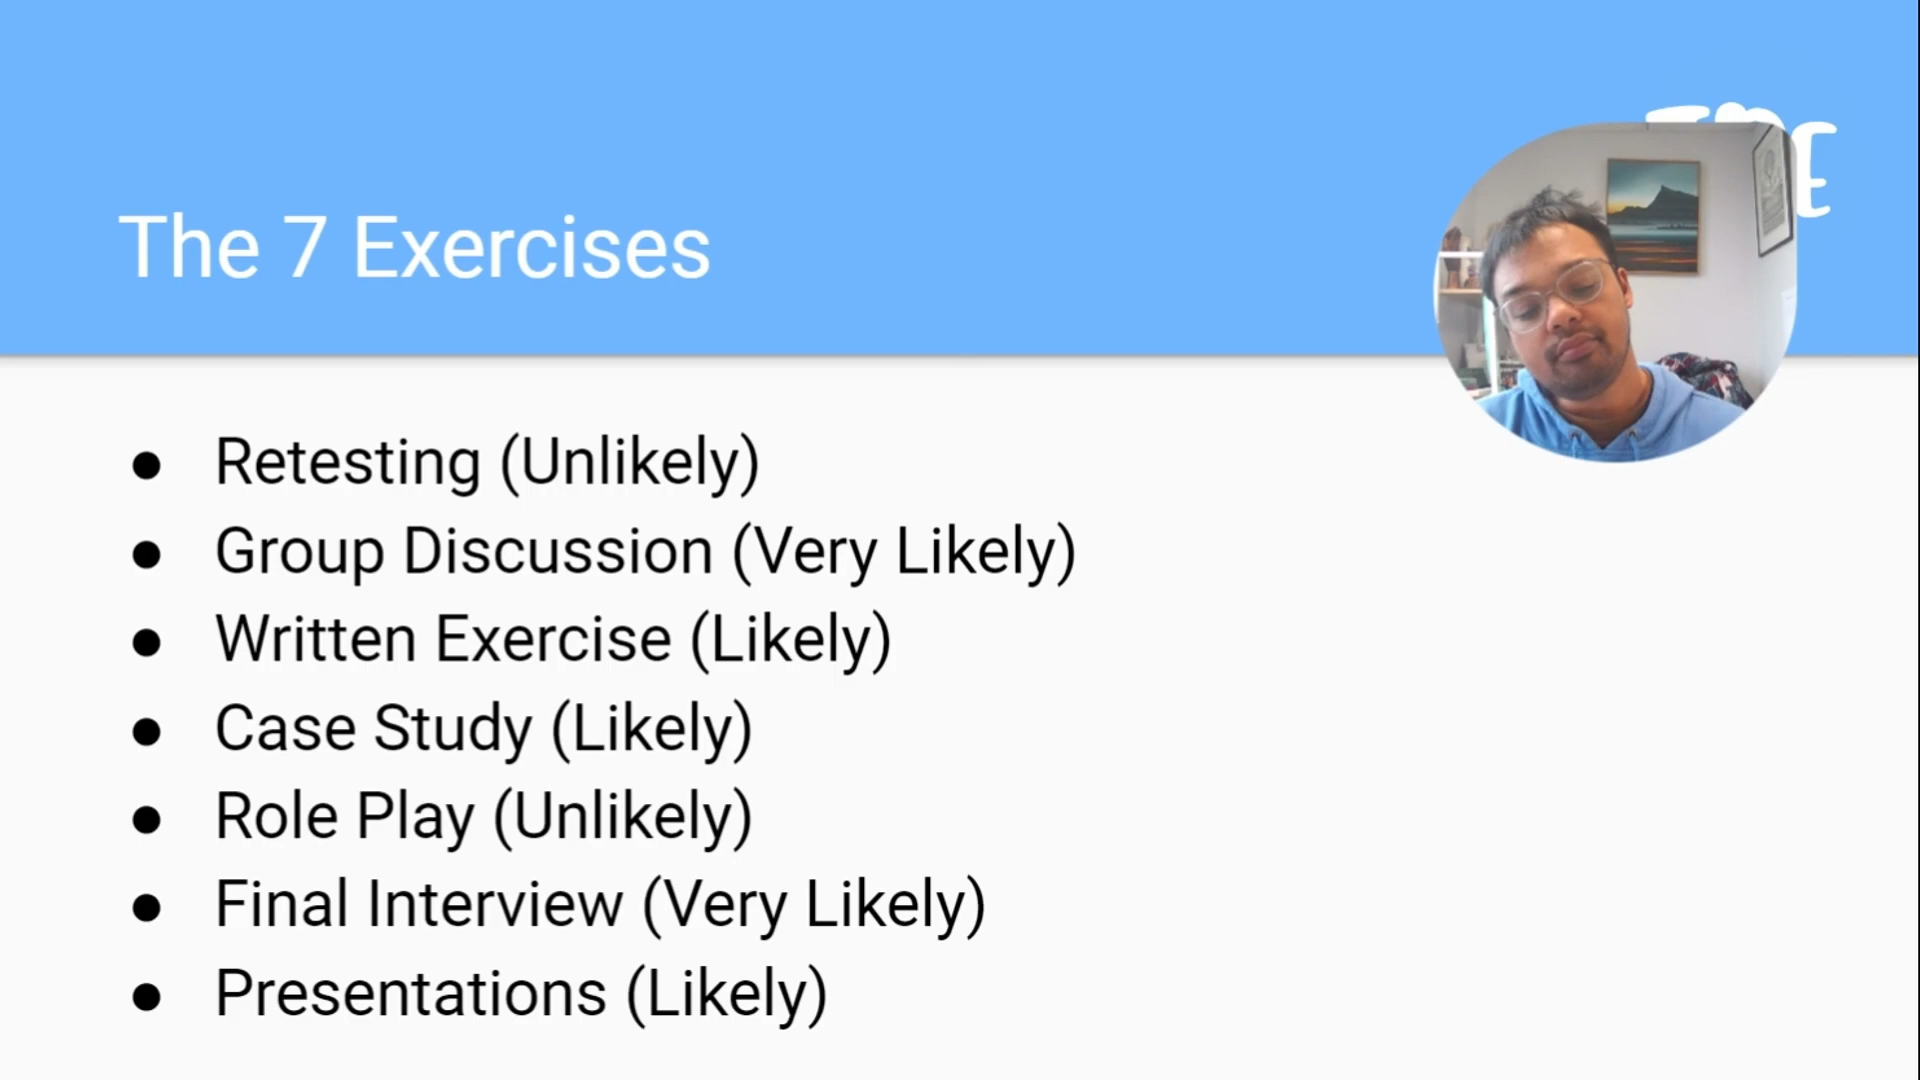 The 7 Exercises
● Retesting (Unlikely)
● Group Discussion (Very Likely)
● Written Exercise (Likely)
● Case Study (Likely)
● Role Play (Unlikely)
● Final Interview (Very Likely)
● Presentations (Likely)